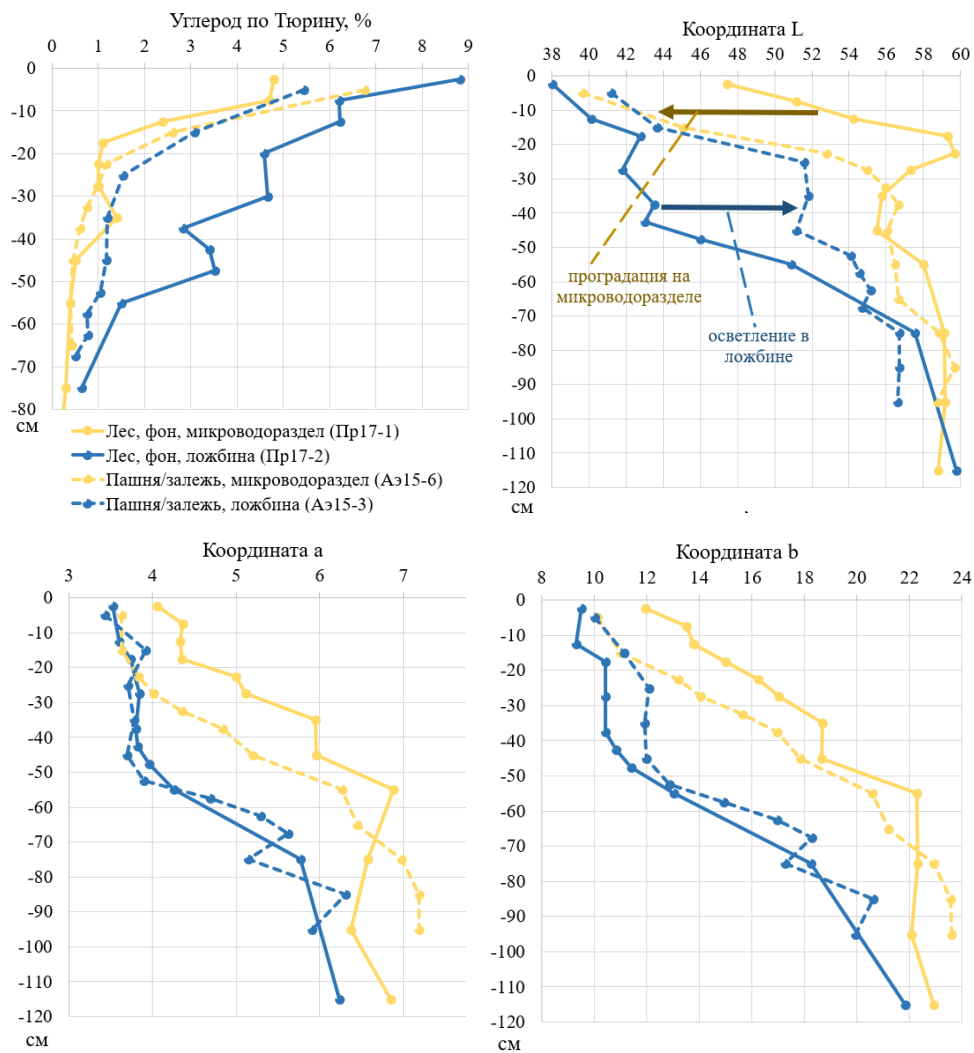 Углерод по Тюрину, %
0 1 2 3 4 5 6 7 8 9
0
-10
-20
-30
-40
-50
-60
-70
-80
см
Лес, фон, микроводораздел (Пр17-1)
Лес, фон, ложбина (Пр17-2)
Пашня/залежь, микроводораздел (Аэ15-6)
Пашня/залежь, ложбина (Аэ15-3)
Координата L
38 40 42 44 46 48 50 52 54 56 58 60
0
-10
-20
-30
-40
-50
-60
-70
-80
-90
-100
-110
-120
см
проградация на
микроводоразделе
осветление в
ложбине
Координата a
3 4 5 6 7
0
-10
-20
-30
-40
-50
-60
-70
-80
-90
-100
-110
-120
см
Координата b
8 10 12 14 16 18 20 22 24
0
-10
-20
-30
-40
-50
-60
-70
-80
-90
-100
-110
-120
см